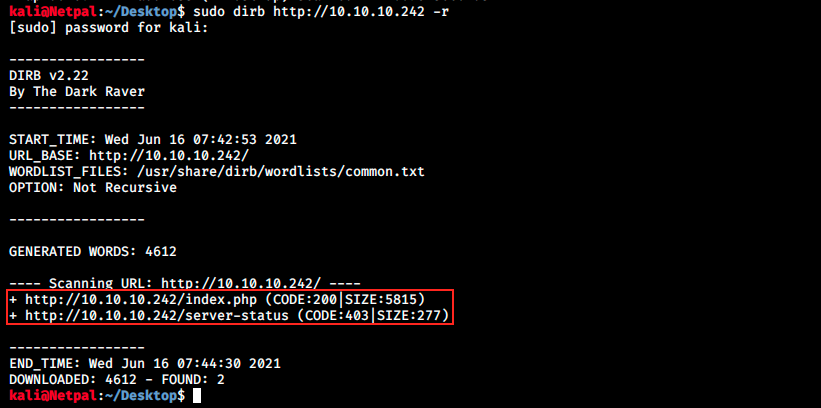 kali@Netpal:~/Desktop$ sudo dirb http://10.10.10.242 -r
[sudo] password for kali:
-----------------
DIRB v2.22
By The Dark Raver
-----------------
START_TIME: Wed Jun 16 07:42:53 2021
URL_BASE: http://10.10.10.242/
WORDLIST_FILES: /usr/share/dirb/wordlists/common.txt
OPTION: Not Recursive
-----------------
GENERATED WORDS: 4612
---- Scanning URL: http://10.10.10.242/ ----
+ http://10.10.10.242/index.php (CODE:200|SIZE:5815)
+ http://10.10.10.242/server-status (CODE:403|SIZE:277)
-----------------
END_TIME: Wed Jun 16 07:44:30 2021
DOWNLOADED: 4612 - FOUND: 2
kali@Netpal:~/Desktop$